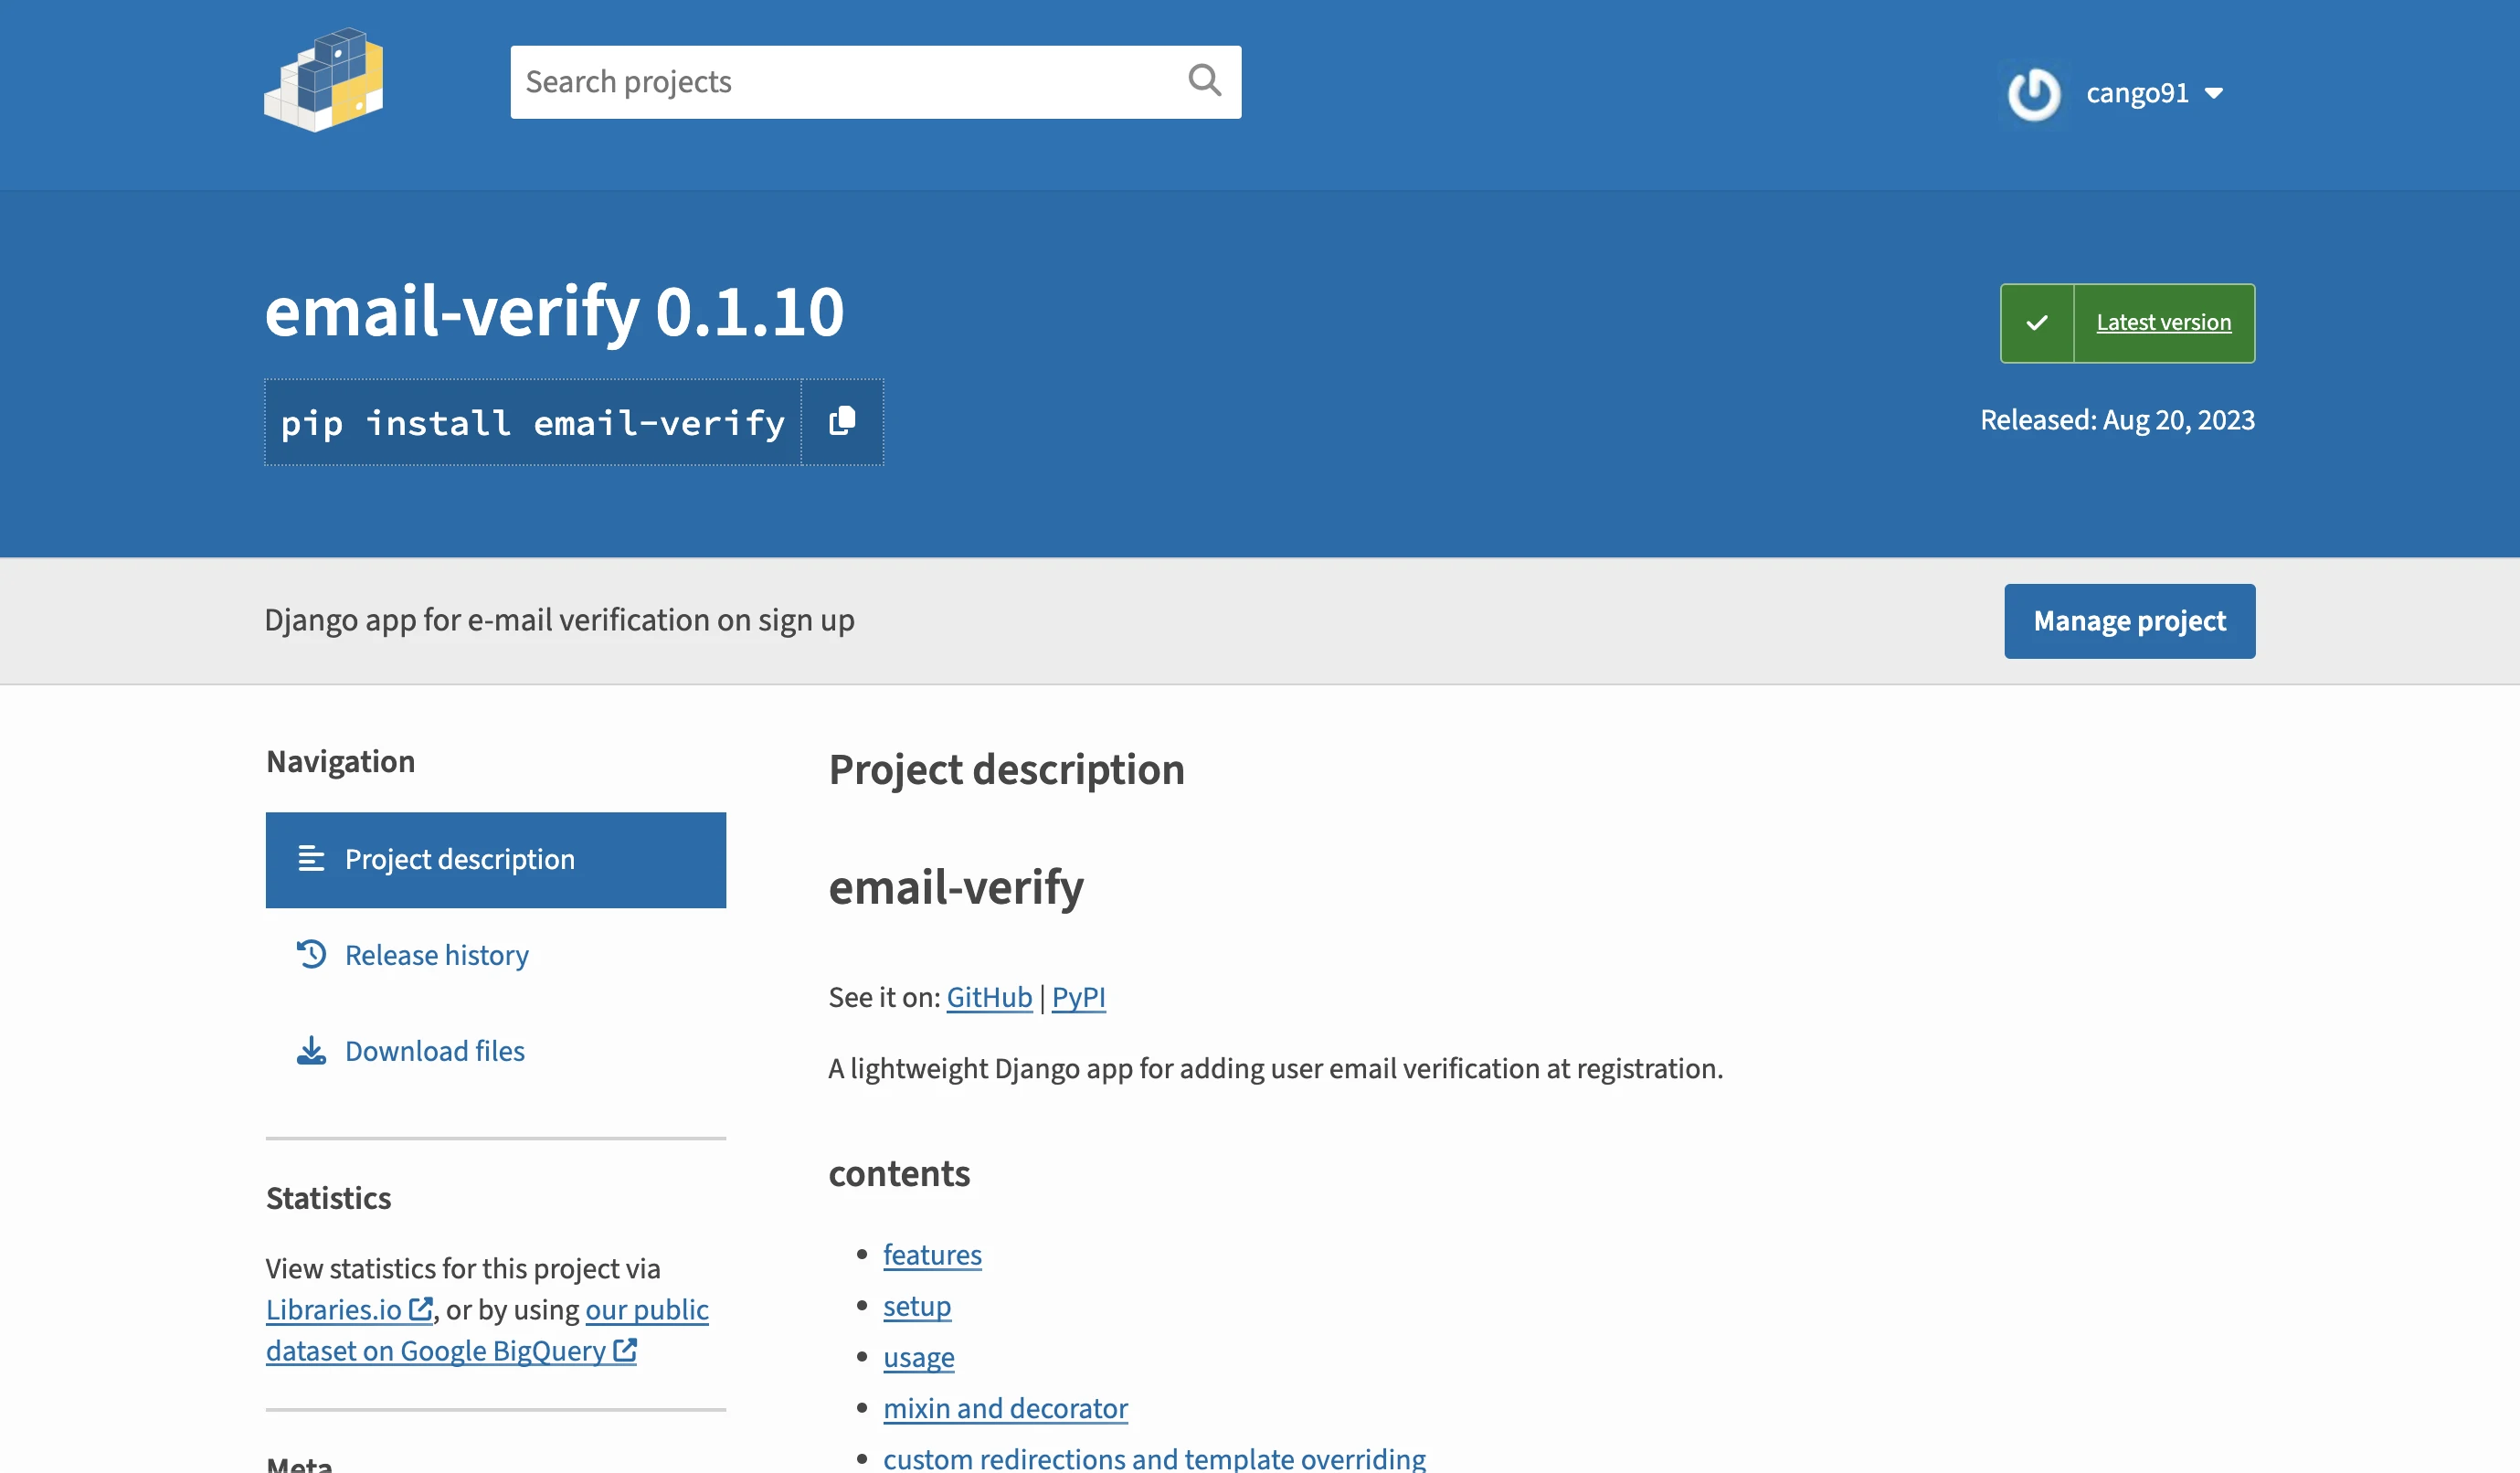 Search projects
cango91
email-verify 0.1.10
pip install email-verify
Latest version
Released: Aug 20, 2023
Django app for e-mail verification on sign up
Manage project
Navigation
Project description
Release history
Download files
Statistics
View statistics for this project via
Libraries.io, or by using our public
dataset on Google BigQuery
Meta
Project description
email-verify
See it on: GitHub | PyPI
A lightweight Django app for adding user email verification at registration.
contents
features
setup
usage
mixin and decorator
custom redirections and template overriding